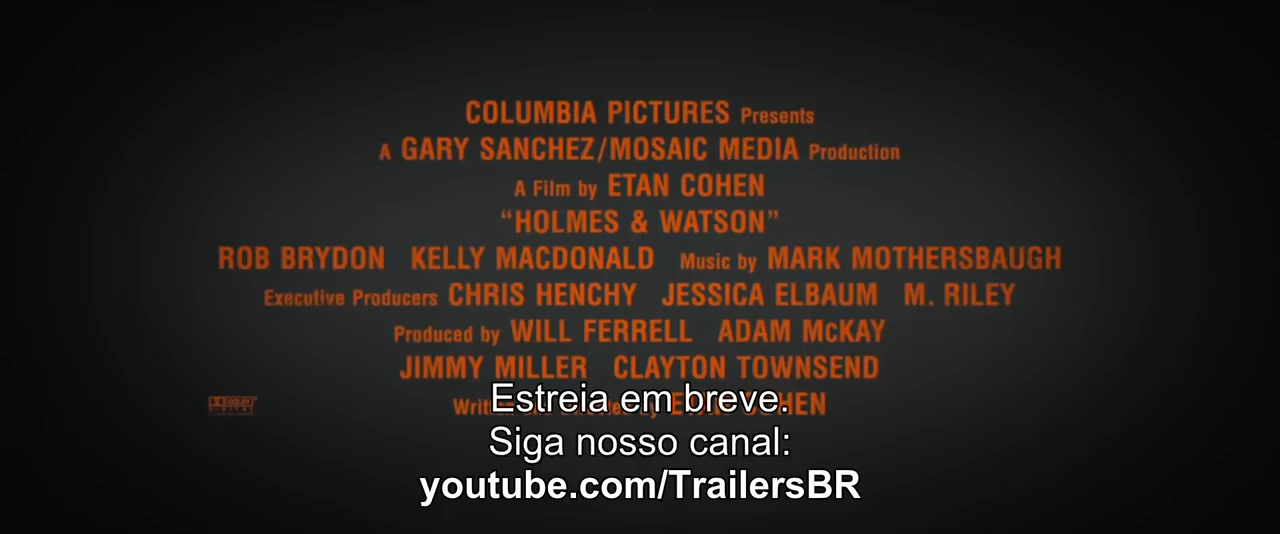 COLUMBIA PICTURES Presents
A GARY SANCHEZ/MOSAIC MEDIA Production
A Film by ETAN COHEN
“HOLMES & WATSON”
ROB BRYDON KELLY MACDONALD Music by MARK MOTHERSBAUGH
Executive Producers CHRIS HENCHY JESSICA ELBAUM M. RILEY
Produced by WILL FERRELL ADAM McKAY
JIMMY MILLER CLAYTON TOWNSEND
COHEN
Estreia em breve.
Siga nosso canal:
youtube.com/TrailersBR